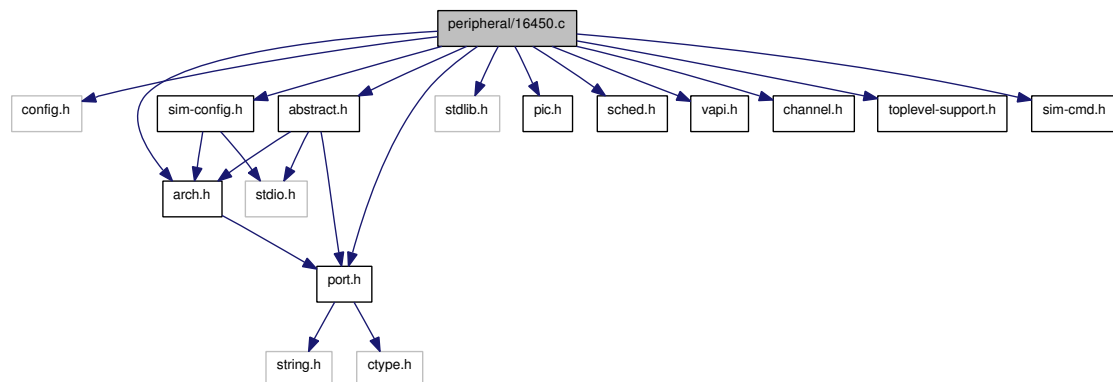 peripheral/16450.c
config.h
sim-config.h
abstract.h
stdlib.h
pic.h
sched.h
vapi.h
channel.h
toplevel-support.h
sim-cmd.h
arch.h
stdio.h
port.h
string.h
ctype.h